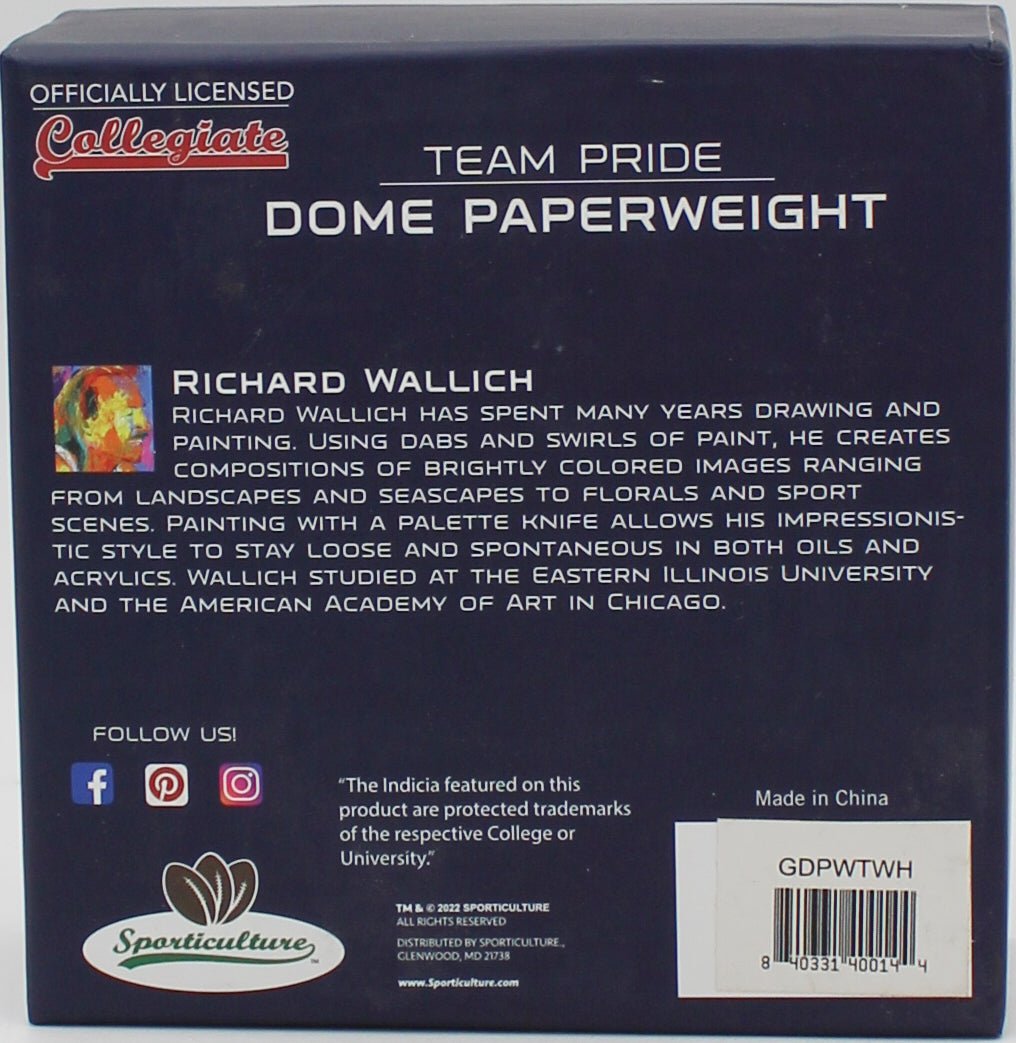 OFFICIALLY LICENSED
Collegiate
TEAM PRIDE
DOME PAPERWEIGHT
RICHARD WALLICH
RICHARD WALLICH HAS SPENT MANY YEARS DRAWING AND
PAINTING. USING DABS AND SWIRLS OF PAINT, HE CREATES
COMPOSITIONS OF BRIGHTLY COLORED IMAGES RANGING
FROM LANDSCAPES AND SEASCAPES TO FLORALS AND SPORT
SCENES. PAINTING WITH A PALETTE KNIFE ALLOWS HIS IMPRESSIONIS-
TIC STYLE TO STAY LOOSE AND SPONTANEOUS IN BOTH OILS AND
ACRYLICS. WALLICH STUDIED AT THE EASTERN ILLINOIS UNIVERSITY
AND THE AMERICAN ACADEMY OF ART IN CHICAGO.
FOLLOW US!
"The Indicia featured on this
product are protected trademarks
of the respective College or
University."
TM & © 2022 SPORTICULTURE
ALL RIGHTS RESERVED
DISTRIBUTED BY SPORTICULTURE.,
GLENWOOD, MD 21738
www.Sporticulture.com
Sporticulture™
Made in China
GDPWTWH
8 40331 40014 4